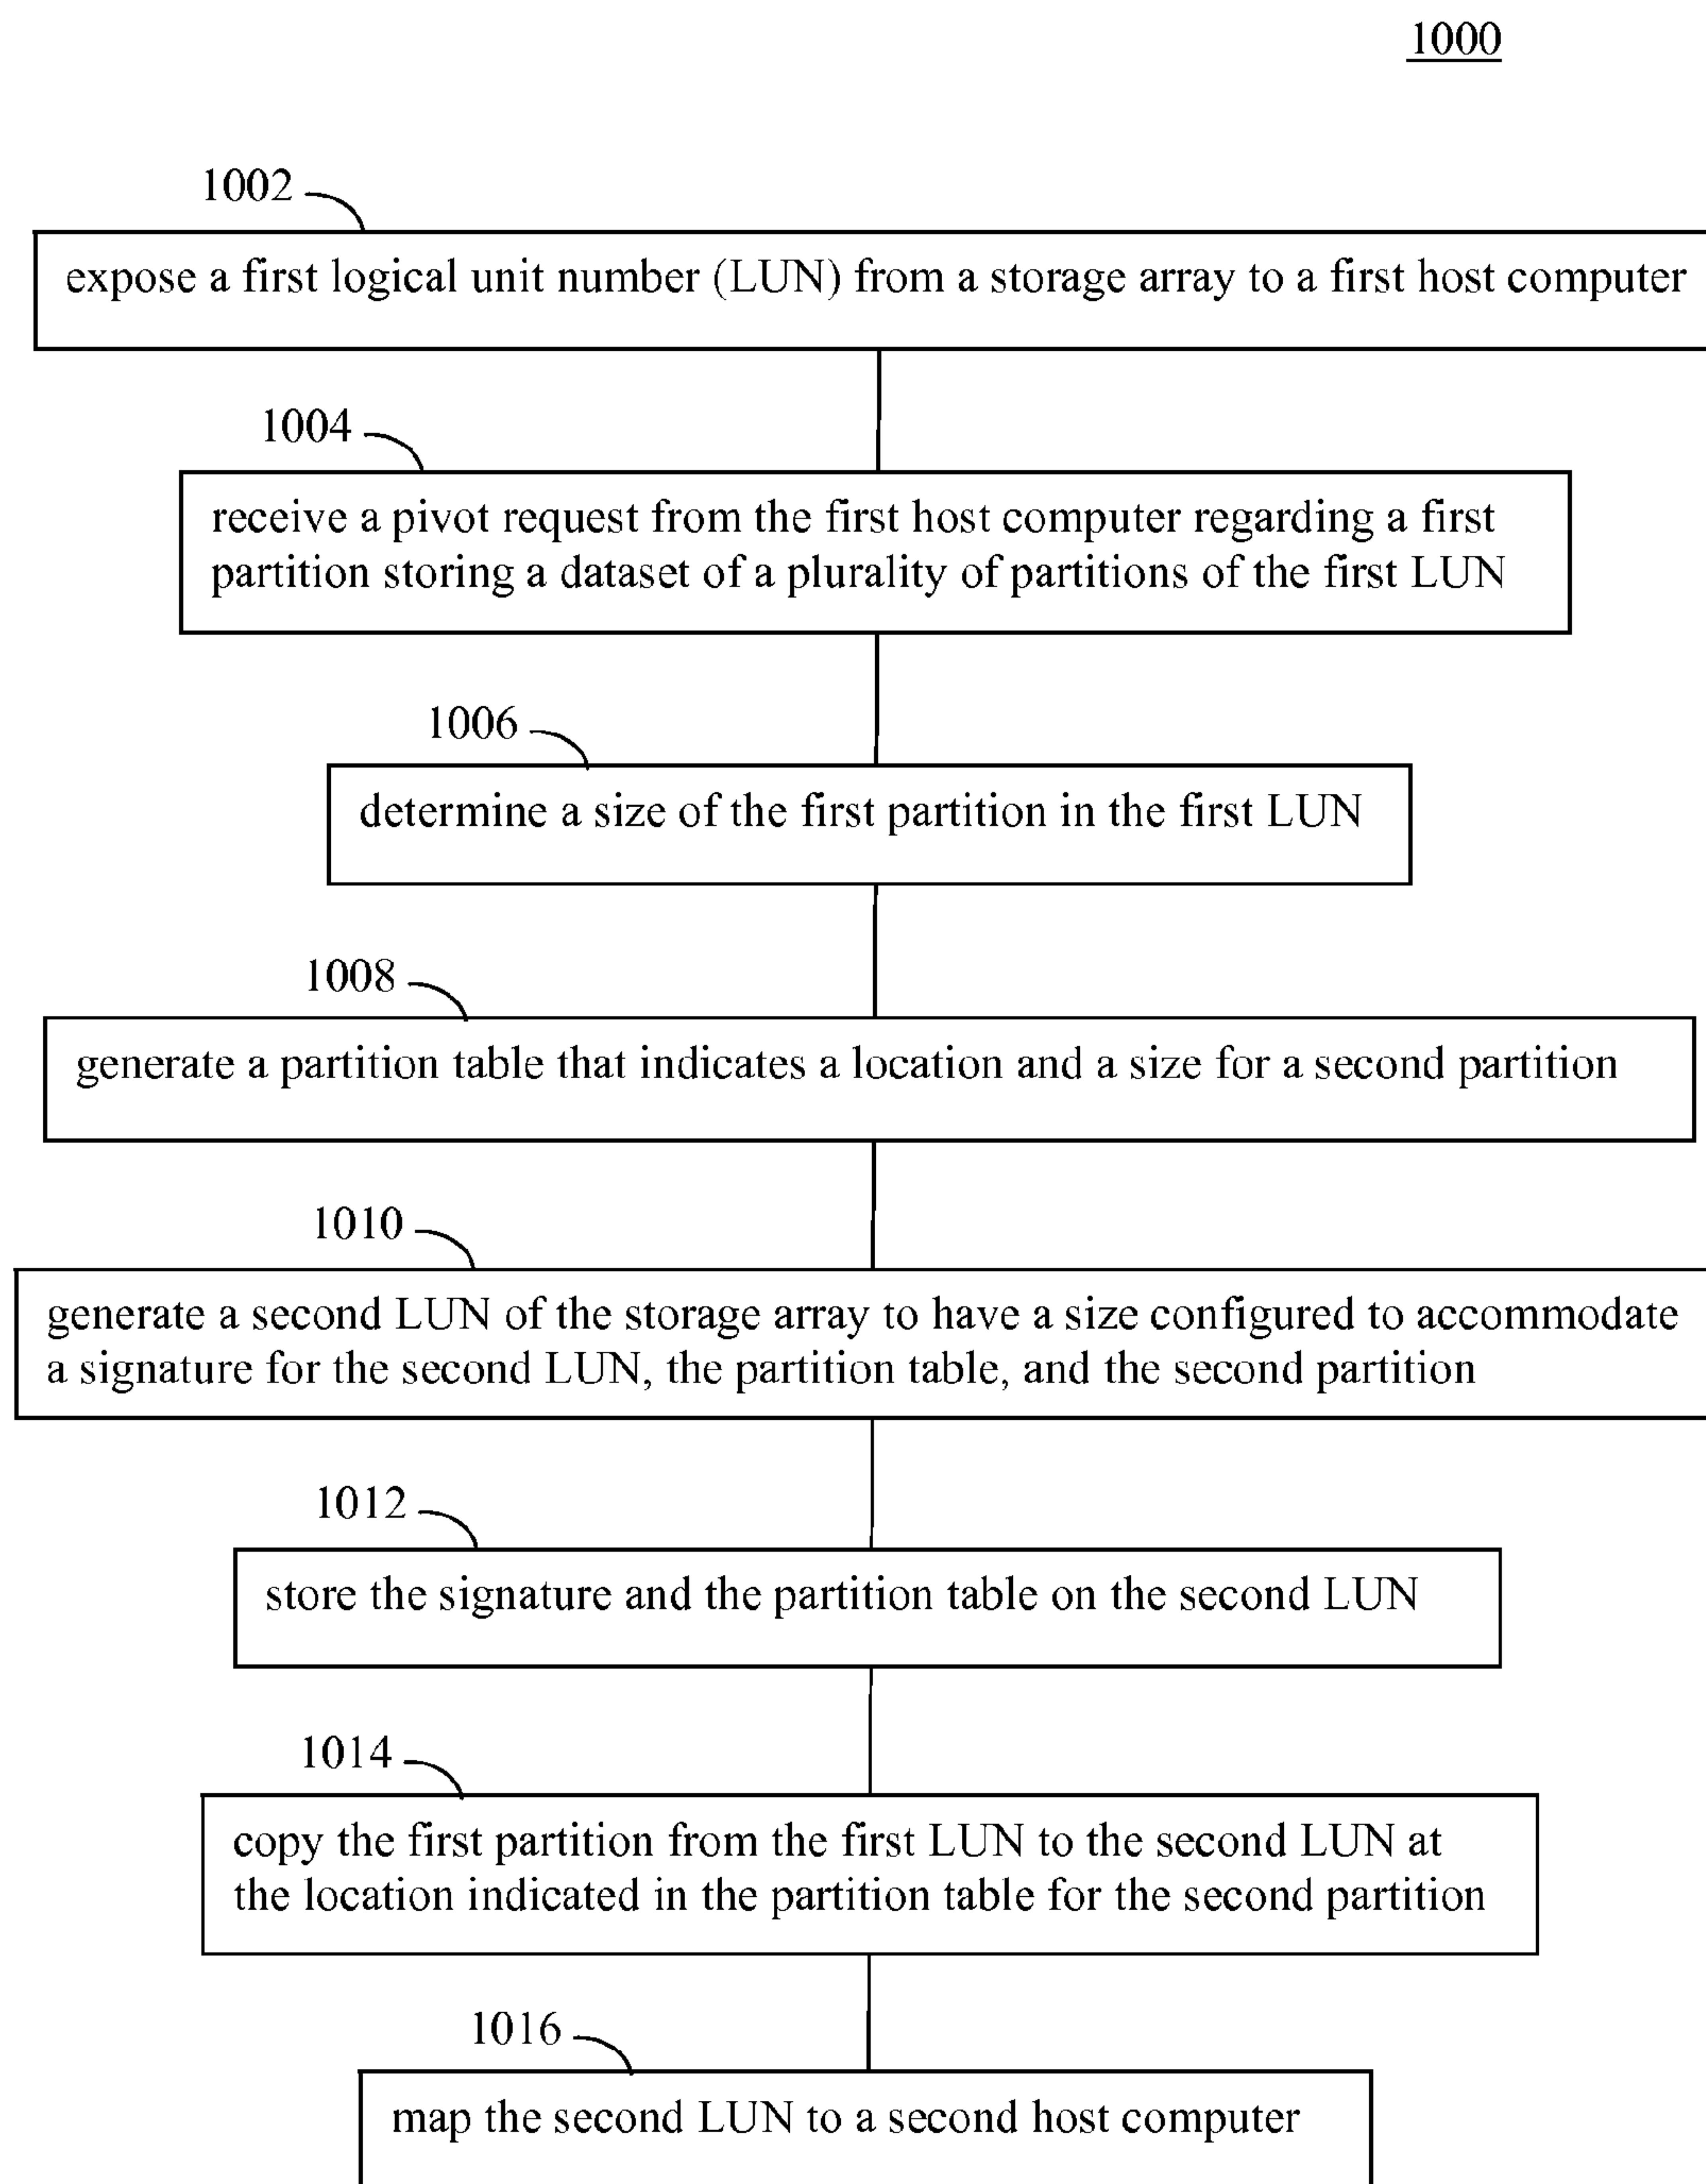 1000
1002
expose a first logical unit number (LUN) from a storage array to a first host computer
1004
receive a pivot request from the first host computer regarding a first
partition storing a dataset of a plurality of partitions of the first LUN
1006
determine a size of the first partition in the first LUN
1008
generate a partition table that indicates a location and a size for a second partition
1010
generate a second LUN of the storage array to have a size configured to accommodate
a signature for the second LUN, the partition table, and the second partition
1012
store the signature and the partition table on the second LUN
1014
copy the first partition from the first LUN to the second LUN at
the location indicated in the partition table for the second partition
1016
map the second LUN to a second host computer